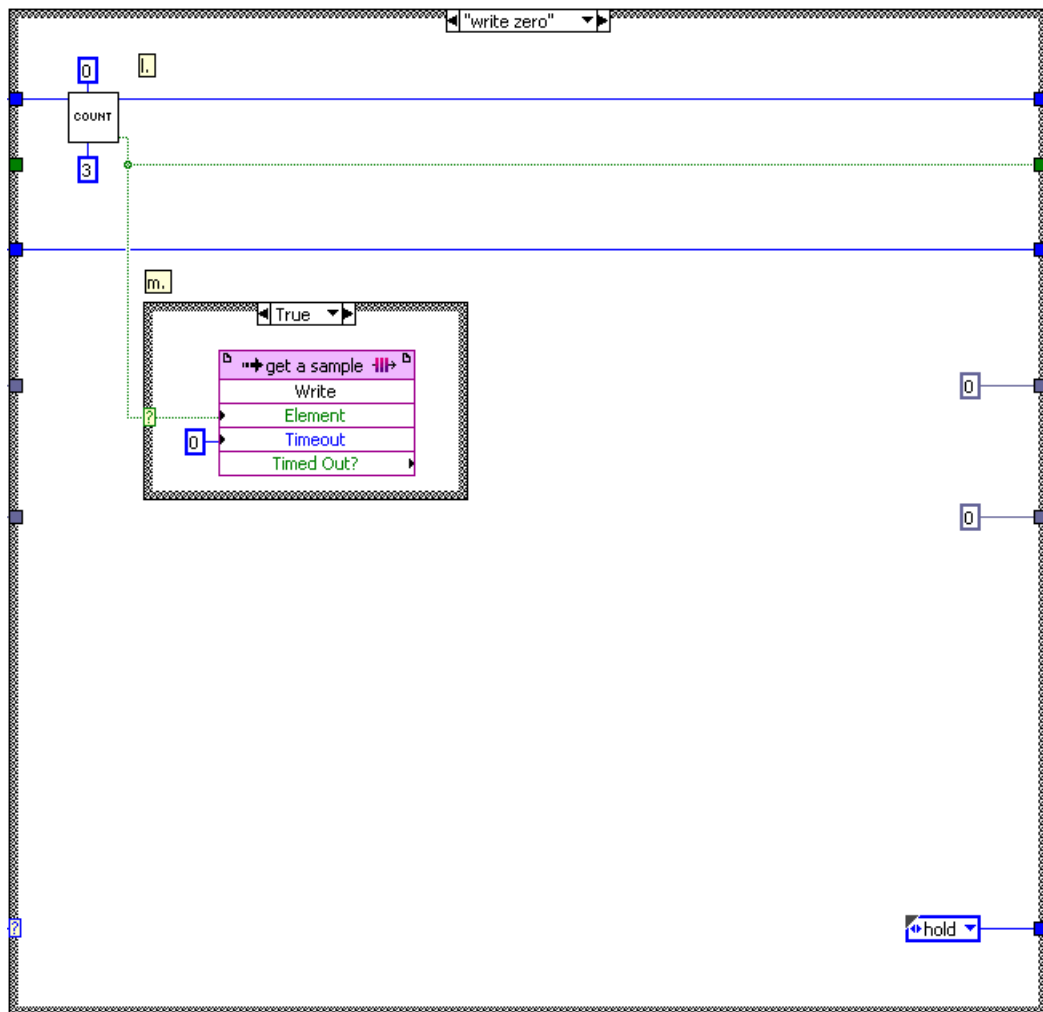 "write zero"
0
l.
COUNT
3
m.
True
get a sample
Write
?
Element
0
Timeout
Timed Out?
0
0
?
hold